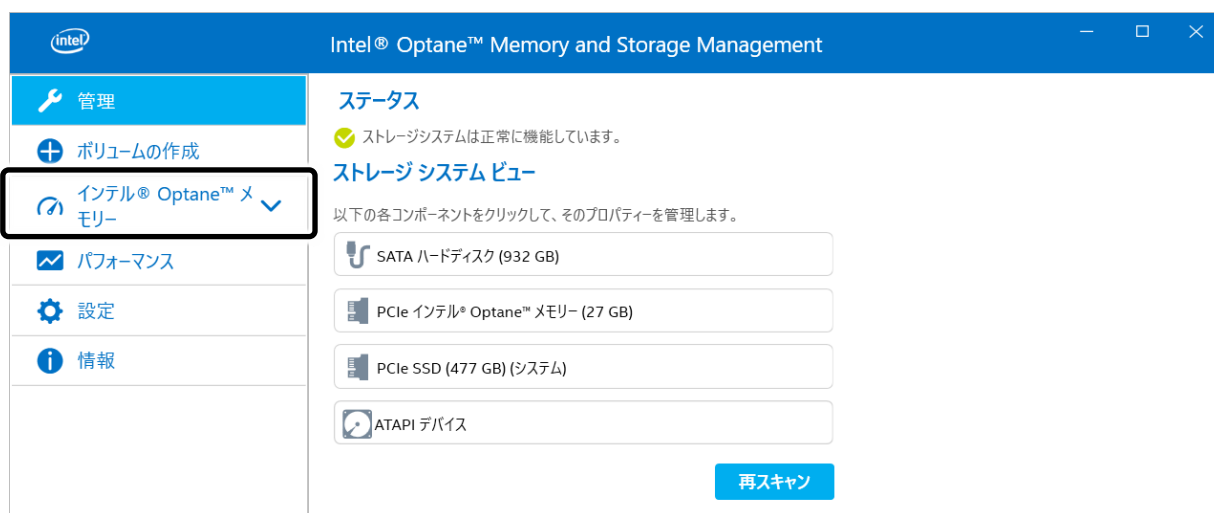 intel
Intel® Optane™ Memory and Storage Management
管理
ボリュームの作成
インテル® Optane™ メ
モリー
パフォーマンス
設定
情報
ステータス
ストレージシステムは正常に機能しています。
ストレージ システム ビュー
以下の各コンポーネントをクリックして、そのプロパティーを管理します。
SATA ハードディスク (932 GB)
PCIe インテル® Optane™ メモリー (27 GB)
PCIe SSD (477 GB) (システム)
ATAPI デバイス
再スキャン